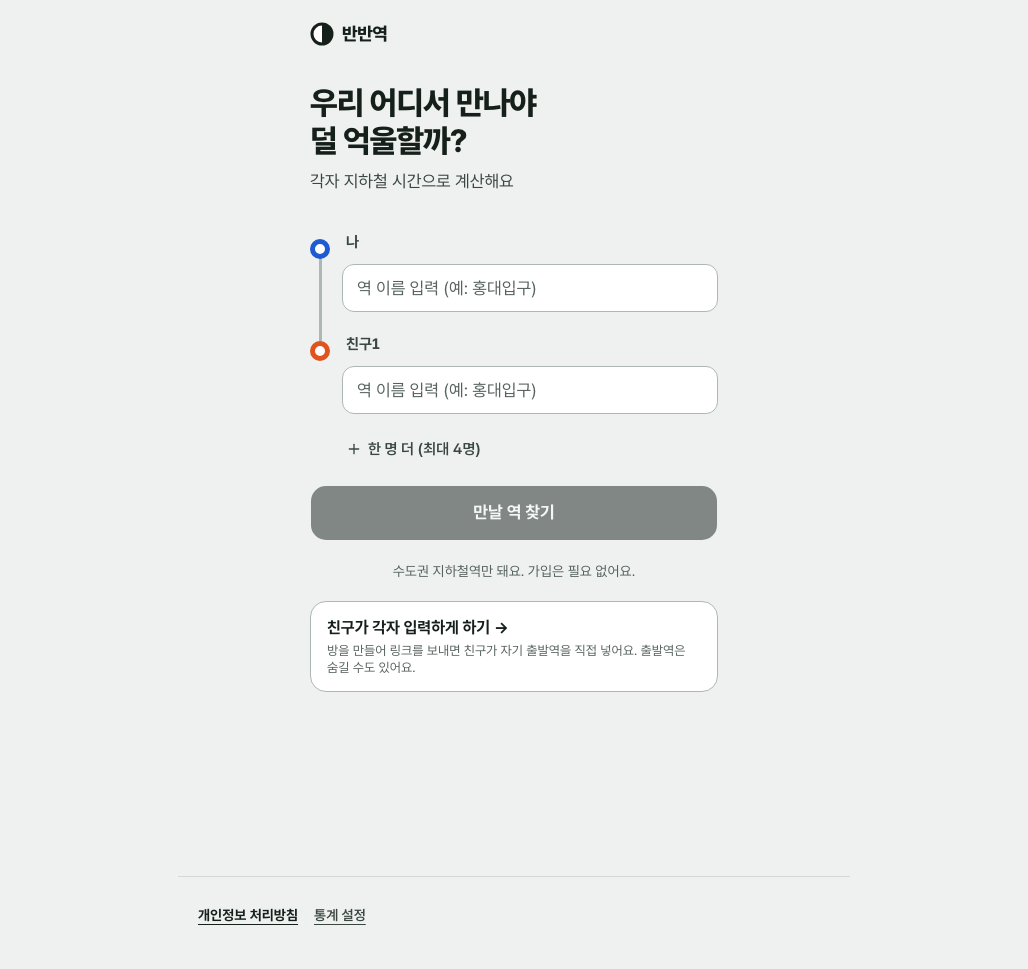 반반역
우리 어디서 만나야
덜 억울할까?
각자 지하철 시간으로 계산해요
나
역 이름 입력 (예: 홍대입구)
친구1
역 이름 입력 (예: 홍대입구)
+ 한 명 더 (최대 4명)
만날 역 찾기
수도권 지하철역만 돼요. 가입은 필요 없어요.
친구가 각자 입력하게 하기 →
방을 만들어 링크를 보내면 친구가 자기 출발역을 직접 넣어요. 출발역은
숨길 수도 있어요.
개인정보 처리방침 통계 설정